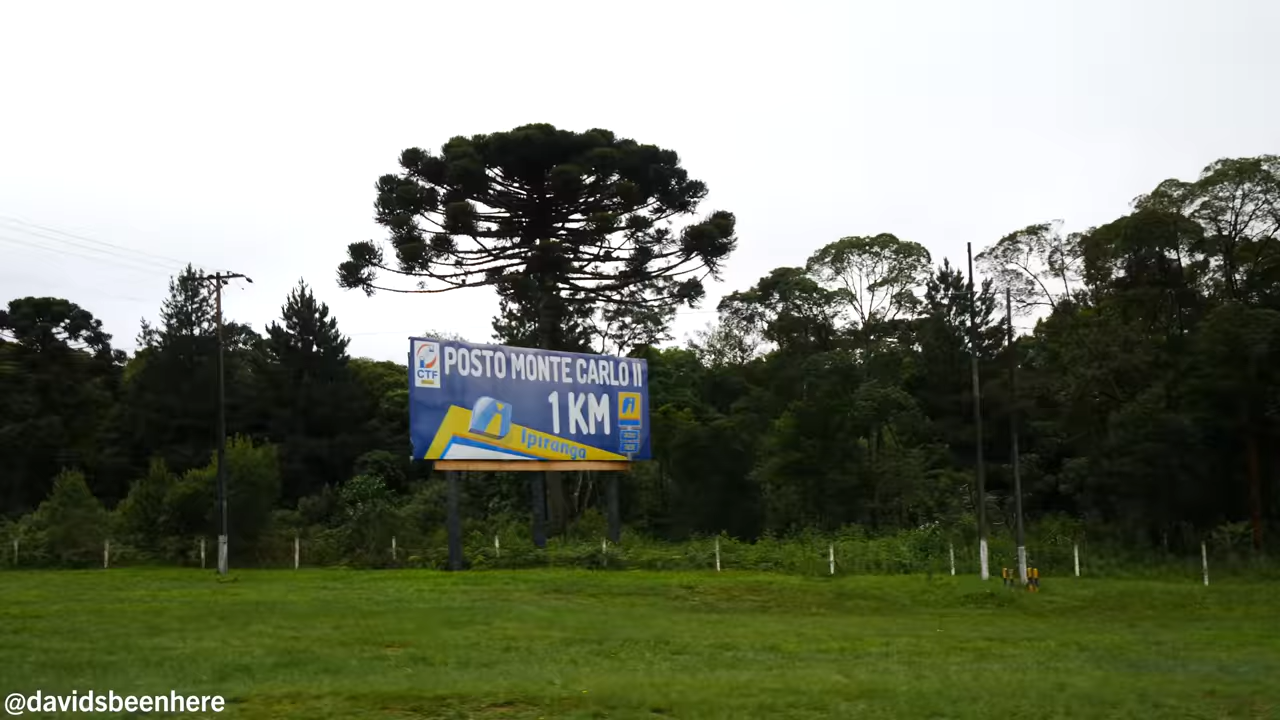 CTF
POSTO MONTE CARLO II
1 KM
Ipiranga
@davidsbeenhere